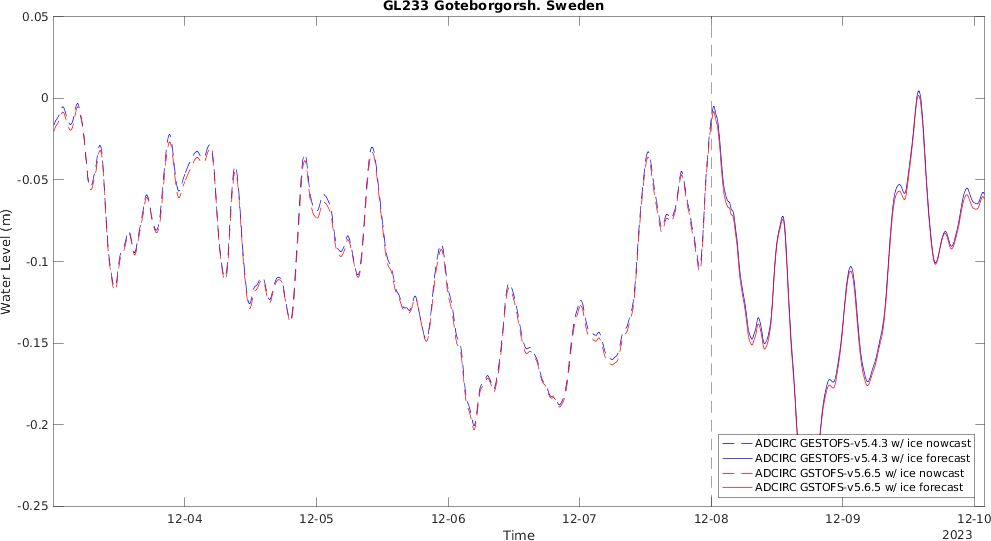 GL233 Goteborgorsh. Sweden
Water Level (m)
0.05
0
-0.05
-0.1
-0.15
-0.2
-0.25
ADCIRC GESTOFS-v5.4.3 w/ ice nowcast
ADCIRC GESTOFS-v5.4.3 w/ ice forecast
ADCIRC GSTOFS-v5.6.5 w/ ice nowcast
ADCIRC GSTOFS-v5.6.5 w/ ice forecast
12-04 12-05 12-06 12-07 12-08 12-09 12-10
Time
2023